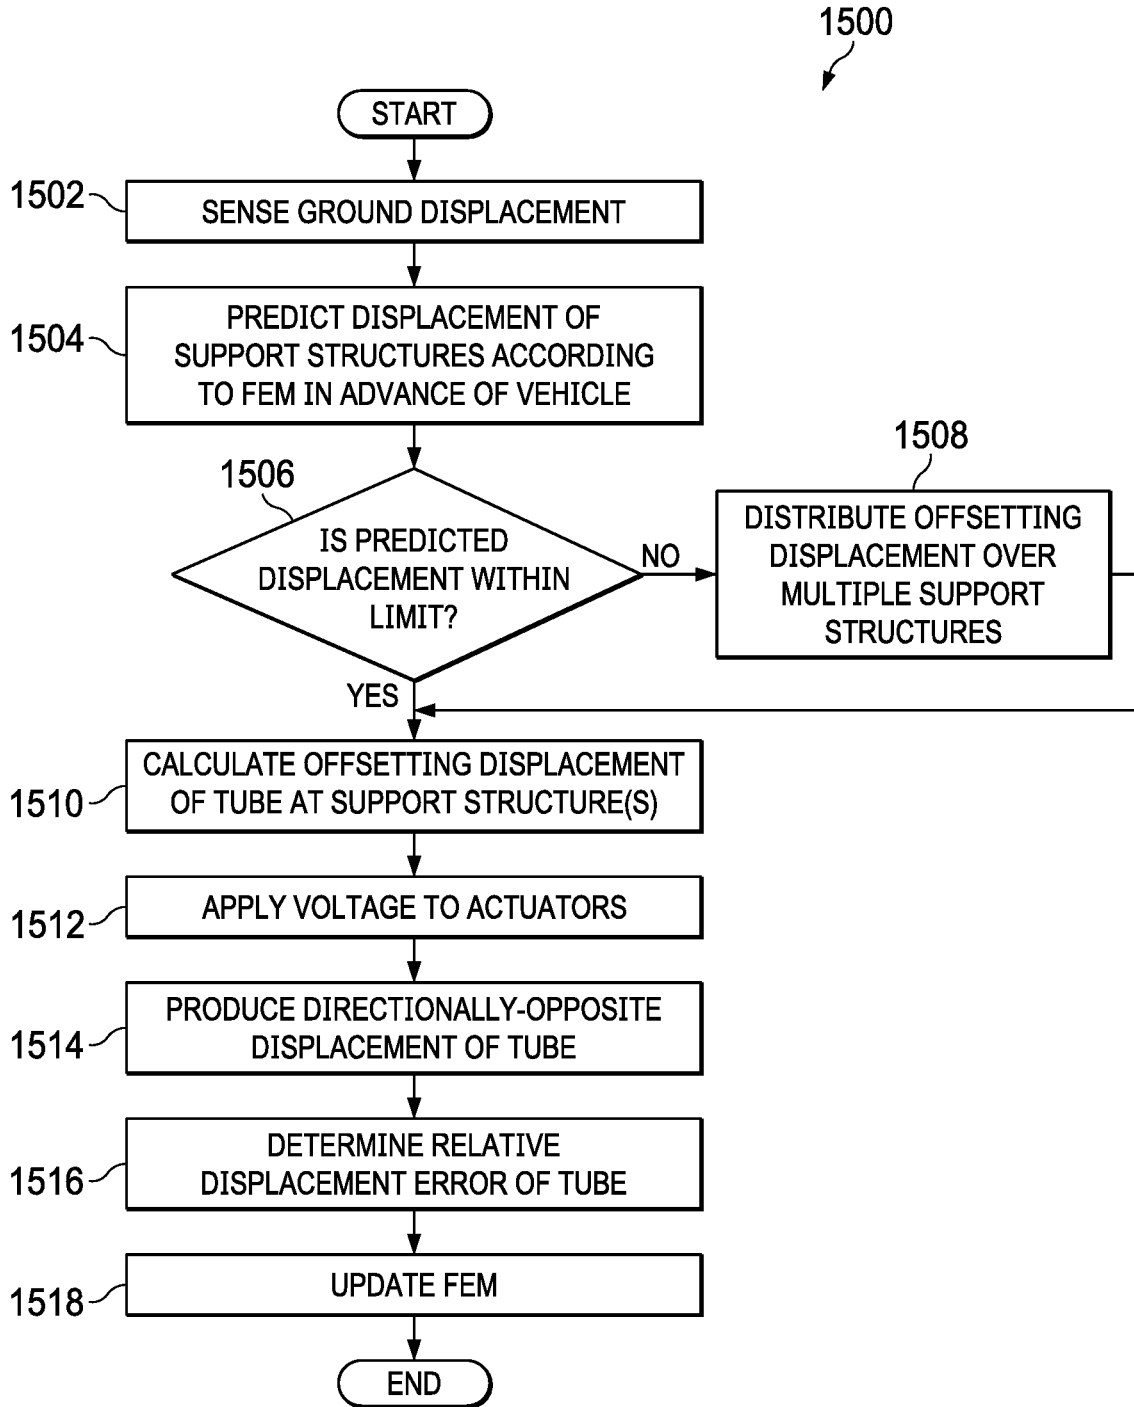 1500
START
1502
SENSE GROUND DISPLACEMENT
1504
PREDICT DISPLACEMENT OF
SUPPORT STRUCTURES ACCORDING
TO FEM IN ADVANCE OF VEHICLE
1506
IS PREDICTED
DISPLACEMENT WITHIN
LIMIT?
NO
1508
DISTRIBUTE OFFSETTING
DISPLACEMENT OVER
MULTIPLE SUPPORT
STRUCTURES
YES
1510
CALCULATE OFFSETTING DISPLACEMENT
OF TUBE AT SUPPORT STRUCTURE(S)
1512
APPLY VOLTAGE TO ACTUATORS
1514
PRODUCE DIRECTIONALLY-OPPOSITE
DISPLACEMENT OF TUBE
1516
DETERMINE RELATIVE
DISPLACEMENT ERROR OF TUBE
1518
UPDATE FEM
END